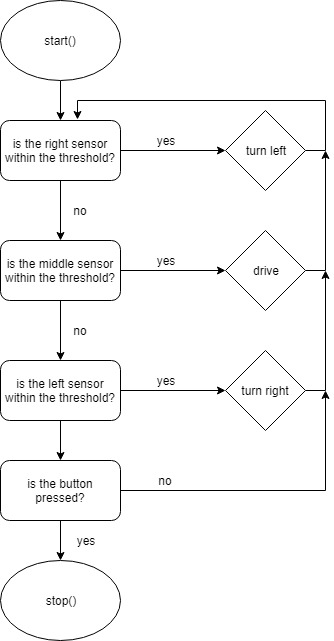 start()
is the right sensor
within the threshold?
yes
turn left
no
is the middle sensor
within the threshold?
yes
drive
no
is the left sensor
within the threshold?
yes
turn right
is the button
pressed?
no
yes
stop()